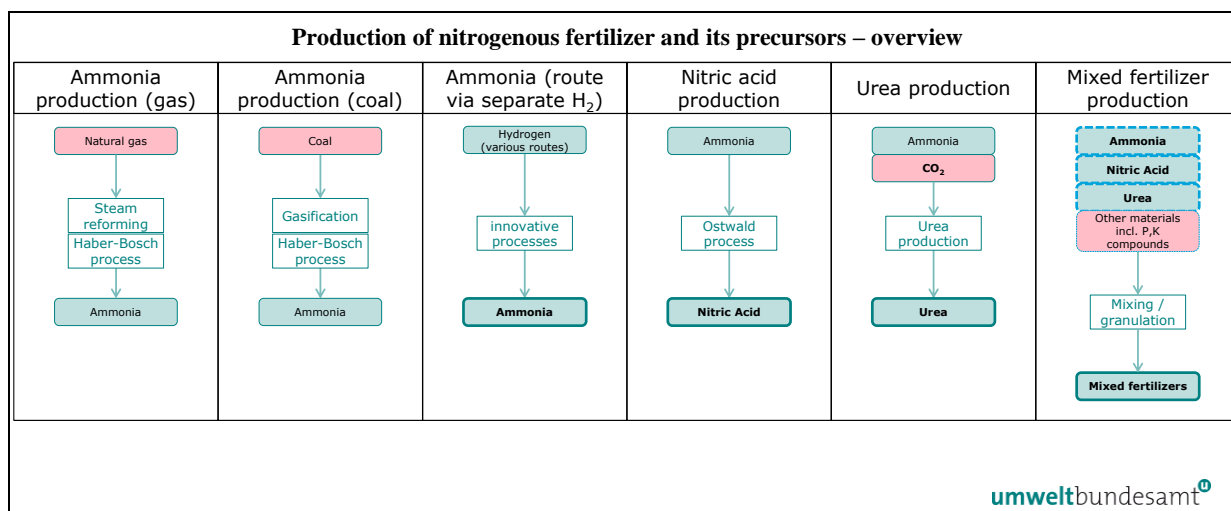 Production of nitrogenous fertilizer and its precursors – overview
Ammonia
production (gas)
Natural gas
Steam
reforming
Haber-Bosch
process
Ammonia
Ammonia
production (coal)
Coal
Gasification
Haber-Bosch
process
Ammonia
Ammonia (route
via separate H₂)
Hydrogen
(various routes)
innovative
processes
Ammonia
Nitric acid
production
Ammonia
Ostwald
process
Nitric Acid
Urea production
Ammonia
CO₂
Urea
production
Urea
Mixed fertilizer
production
Ammonia
Nitric Acid
Urea
Other materials
incl. P,K
compounds
Mixing /
granulation
Mixed fertilizers
umweltbundesamt
u